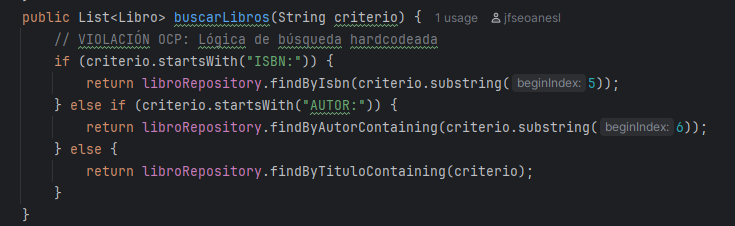 public List<Libro> buscarLibros(String criterio) { 1 usage jfseoanesl
// VIOLACIÓN OCP: Lógica de búsqueda hardcodeada
if (criterio.startsWith("ISBN:")) {
return libroRepository.findByIsbn(criterio.substring( beginIndex: 5));
} else if (criterio.startsWith("AUTOR:")) {
return libroRepository.findByAutorContaining(criterio.substring( beginIndex: 6));
} else {
return libroRepository.findByTituloContaining(criterio);
}
}